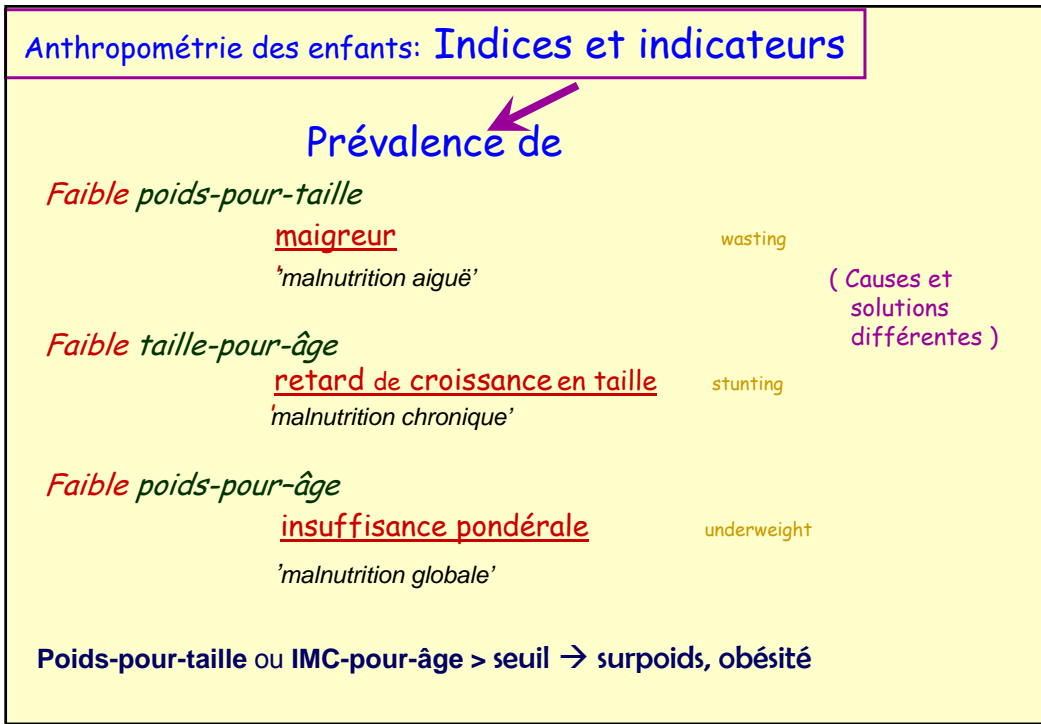 Anthropométrie des enfants: Indices et indicateurs
Prévalence de
Faible poids-pour-taille
maigreur wasting
'malnutrition aiguë'
( Causes et
solutions
différentes )
Faible taille-pour-âge
retard de croissance en taille stunting
'malnutrition chronique'
Faible poids-pour–âge
insuffisance pondérale underweight
'malnutrition globale'
Poids-pour-taille ou IMC-pour-âge > seuil → surpoids, obésité